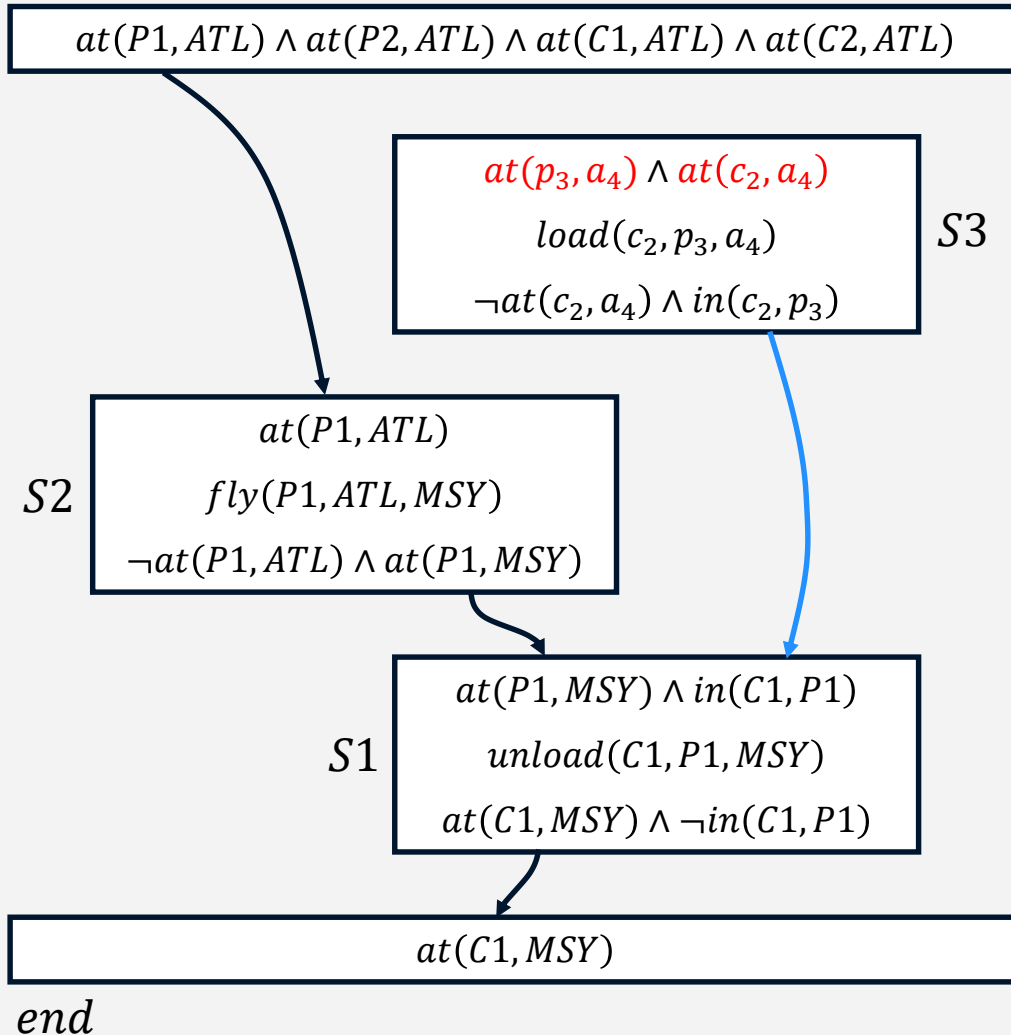 at(P1, ATL) ∧ at(P2, ATL) ∧ at(C1, ATL) ∧ at(C2, ATL)
at(p₃, a₄) ∧ at(c₂, a₄)
load(c₂, p₃, a₄)
¬at(c₂, a₄) ∧ in(c₂, p₃)
S3
at(P1, ATL)
fly(P1, ATL, MSY)
¬at(P1, ATL) ∧ at(P1, MSY)
S2
at(P1, MSY) ∧ in(C1, P1)
unload(C1, P1, MSY)
at(C1, MSY) ∧ ¬in(C1, P1)
S1
at(C1, MSY)
end